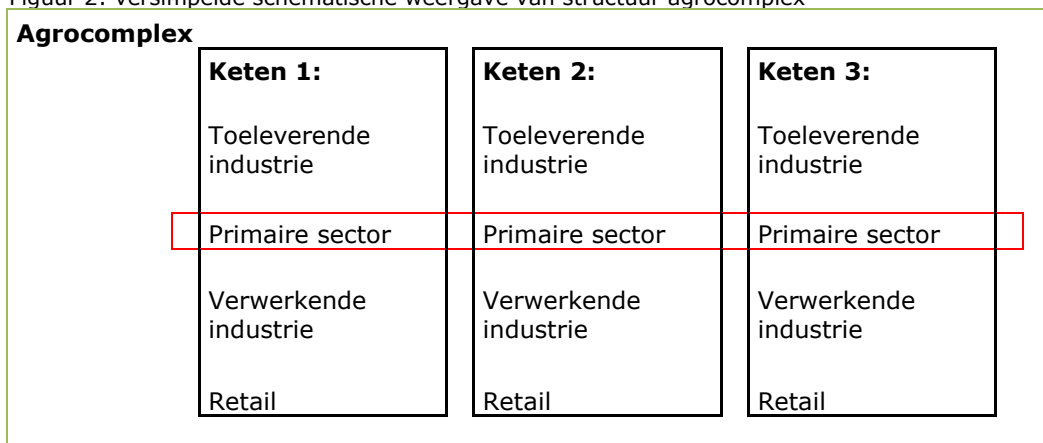 Figuur 2: Versimpelde schematische weergave van structuur agrocomplex
Agrocomplex
Keten 1:
Toeleverende
industrie
Primaire sector
Verwerkende
industrie
Retail
Keten 2:
Toeleverende
industrie
Primaire sector
Verwerkende
industrie
Retail
Keten 3:
Toeleverende
industrie
Primaire sector
Verwerkende
industrie
Retail